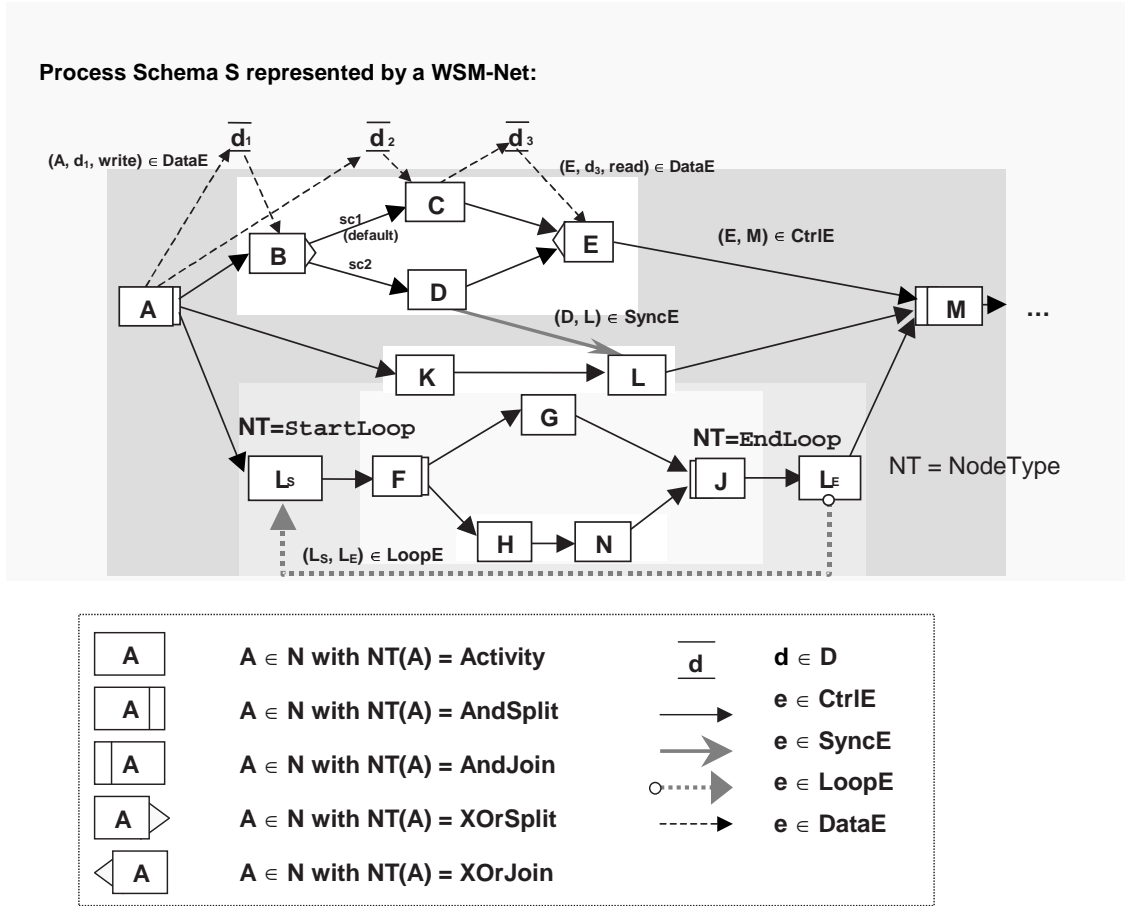 Process Schema S represented by a WSM-Net:
d1
d2
d3
(A, d1, write) ∈ DataE
(E, d3, read) ∈ DataE
C
sc1
(default)
B
E
(E, M) ∈ CtrlE
sc2
D
A
M
...
(D, L) ∈ SyncE
K
L
G
NT=StartLoop
NT=EndLoop
NT = NodeType
LS
F
J
LE
H
N
(LS, LE) ∈ LoopE
A
A ∈ N with NT(A) = Activity
d
d ∈ D
A
A ∈ N with NT(A) = AndSplit
e ∈ CtrlE
e ∈ SyncE
A
A ∈ N with NT(A) = AndJoin
e ∈ LoopE
A
A ∈ N with NT(A) = XOrSplit
e ∈ DataE
A
A ∈ N with NT(A) = XOrJoin